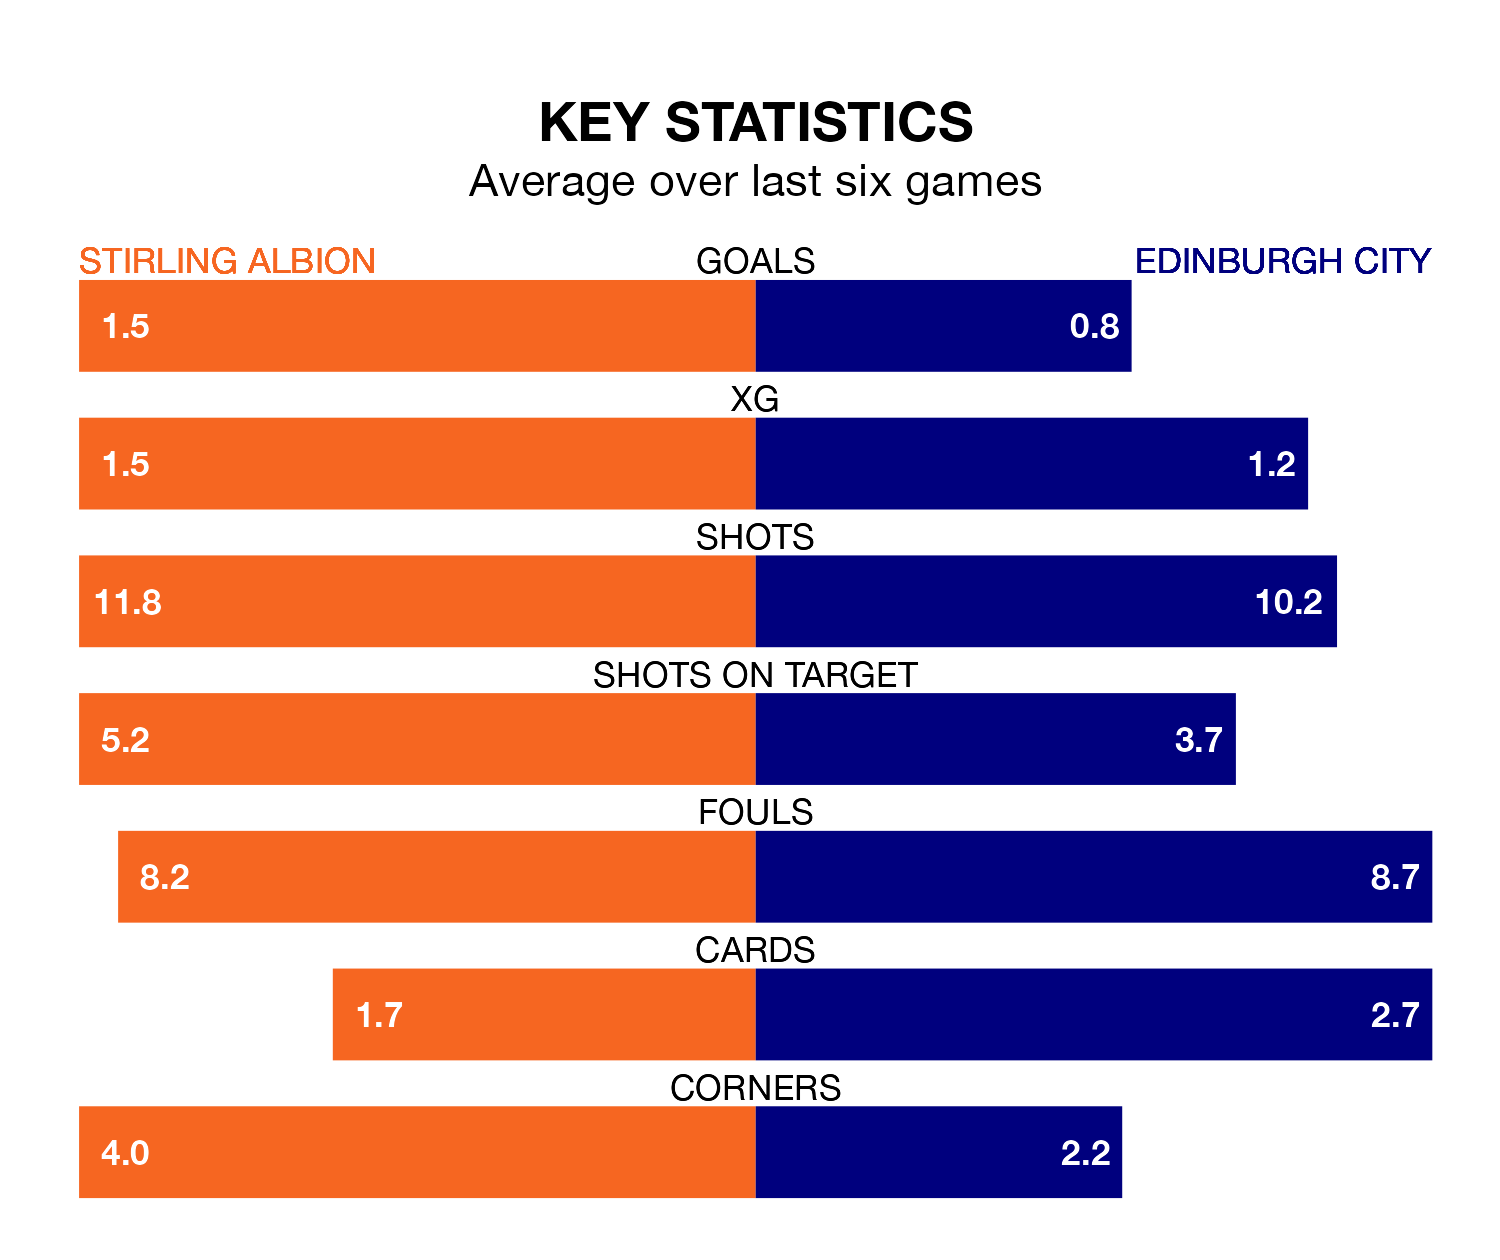 KEY STATISTICS
Average over last six games
STIRLING ALBION GOALS EDINBURGH CITY
1.5 0.8
XG
1.5 1.2
SHOTS
11.8 10.2
SHOTS ON TARGET
5.2 3.7
FOULS
8.2 8.7
CARDS
1.7 2.7
CORNERS
4.0 2.2